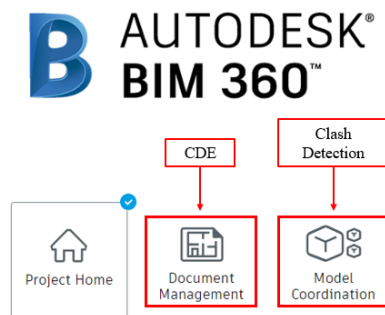 AUTODESK®
BIM 360™
CDE
Clash
Detection
Project Home
Document
Management
Model
Coordination